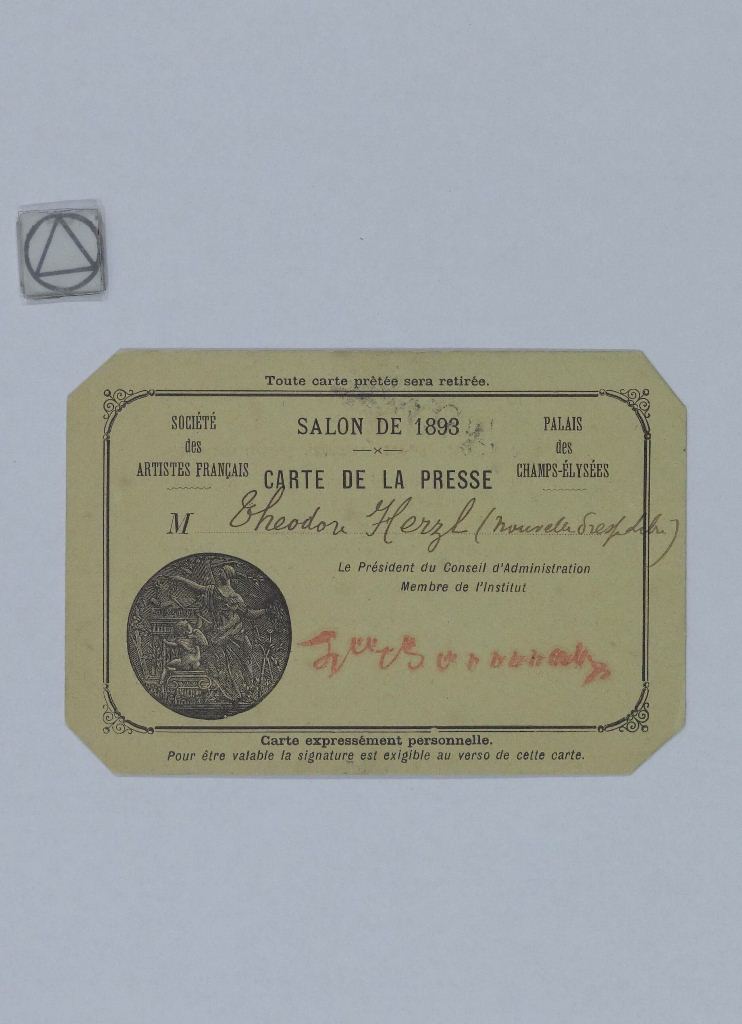 Toute carte prêtée sera retirée.
SOCIÉTÉ
des
ARTISTES FRANÇAIS
SALON DE 1893
CARTE DE LA PRESSE
PALAIS
des
CHAMPS-ÉLYSÉES
M Theodor Herzl
Le Président du Conseil d'Administration
Membre de l'Institut
Carte expressément personnelle.
Pour être valable la signature est exigible au verso de cette carte.